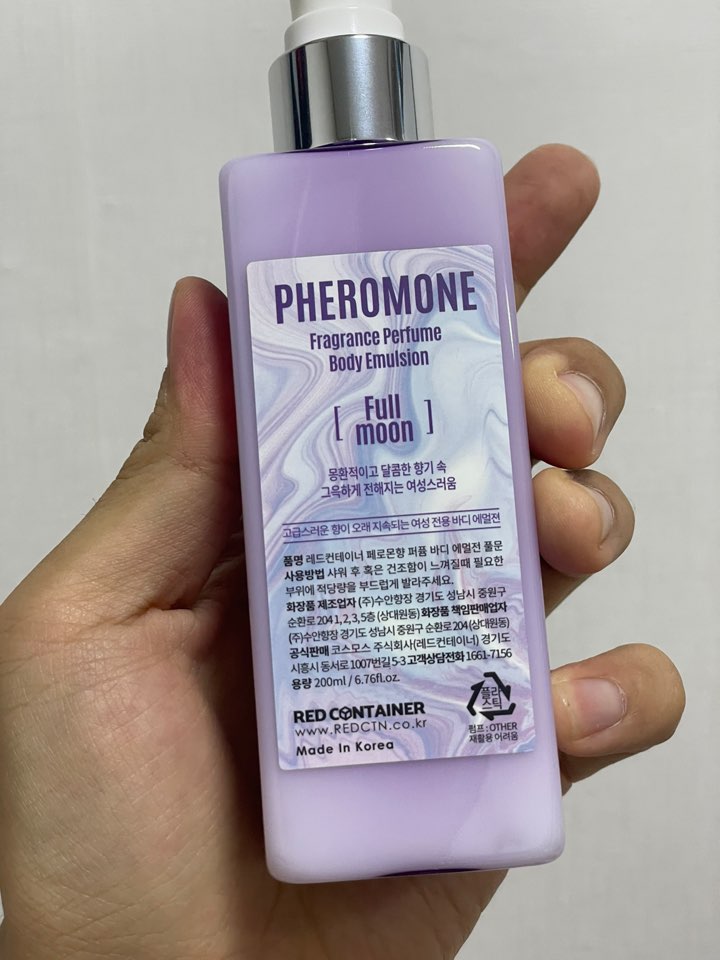 PHEROMONE
Fragrance Perfume
Body Emulsion
[ Full
moon ]
몽환적이고 달콤한 향기 속
그윽하게 전해지는 여성스러움
고급스러운 향이 오래 지속되는 여성 전용 바디 에멀젼
품명 레드컨테이너 페로몬향 퍼퓸 바디 에멀전 풀문
사용방법 샤워 후 혹은 건조함이 느껴질때 필요한
부위에 적당량을 부드럽게 발라주세요.
화장품 제조업자 (주)수안향장 경기도 성남시 중원구
순환로 204 1, 2, 3, 5층 (상대원동) 화장품 책임판매업자
(주)수안향장 경기도 성남시 중원구 순환로 204 (상대원동)
공식판매 코스모스 주식회사(레드컨테이너) 경기도
시흥시 동서로 1007번길 5-3 고객상담전화 1661-7156
용량 200ml / 6.76fl.oz.
RED CONTAINER
www.REDCTN.co.kr
Made In Korea
플라
스틱
펌프 : OTHER
재활용 어려움